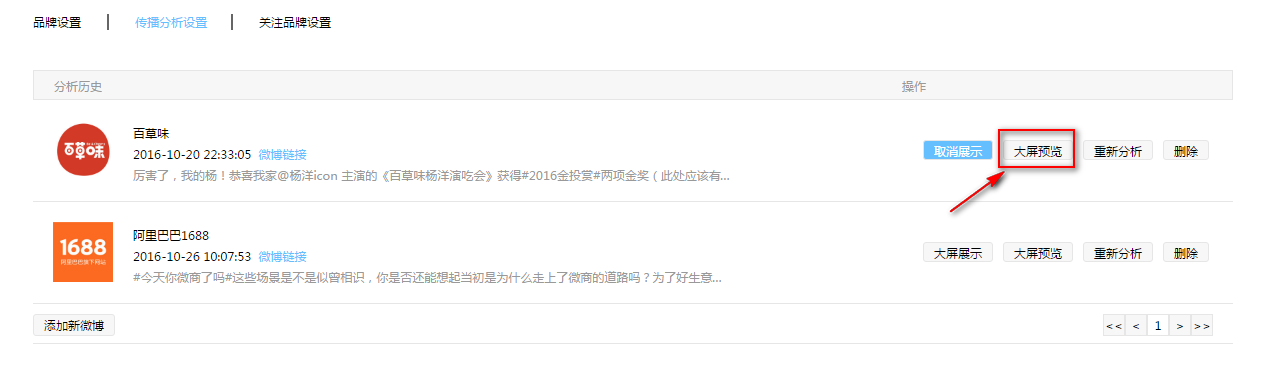 品牌设置 传播分析设置 关注品牌设置
分析历史 操作
百草味
百草味
2016-10-20 22:33:05 微博链接
厉害了，我的杨！恭喜我家@杨洋icon 主演的《百草味杨洋演吃会》获得#2016金投赏#两项金奖（此处应该有...
取消展示 大屏预览 重新分析 删除
1688
阿里巴巴旗下网站
阿里巴巴1688
2016-10-26 10:07:53 微博链接
#今天你微商了吗#这些场景是不是似曾相识，你是否还能想起当初是为什么走上了微商的道路吗？为了好生意...
大屏展示 大屏预览 重新分析 删除
添加新微博 << < 1 > >>